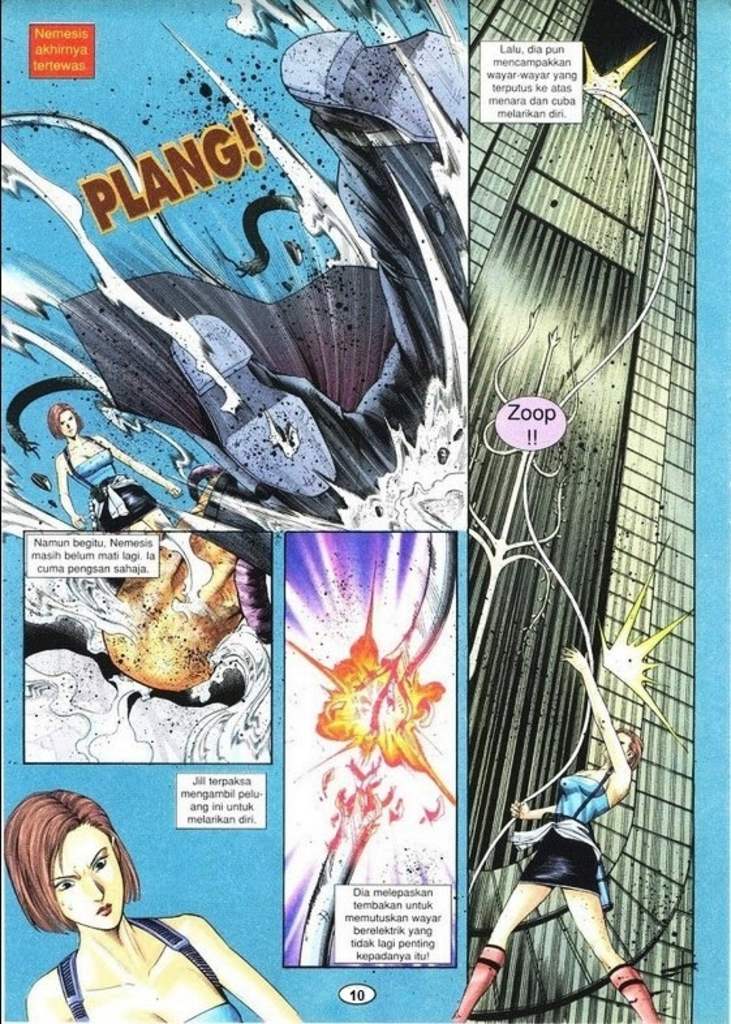 Nemesis
akhirnya
tertewas.
PLANG!
Namun begitu, Nemesis
masih belum mati lagi. Ia
cuma pengsan sahaja.
Jill terpaksa
mengambil pelu-
ang ini untuk
melarikan diri.
Dia melepaskan
tembakan untuk
memutuskan wayar
berelektrik yang
tidak lagi penting
kepadanya itu!
Lalu, dia pun
mencampakkan
wayar-wayar yang
terputus ke atas
menara dan cuba
melarikan diri.
Zoop
!!
10